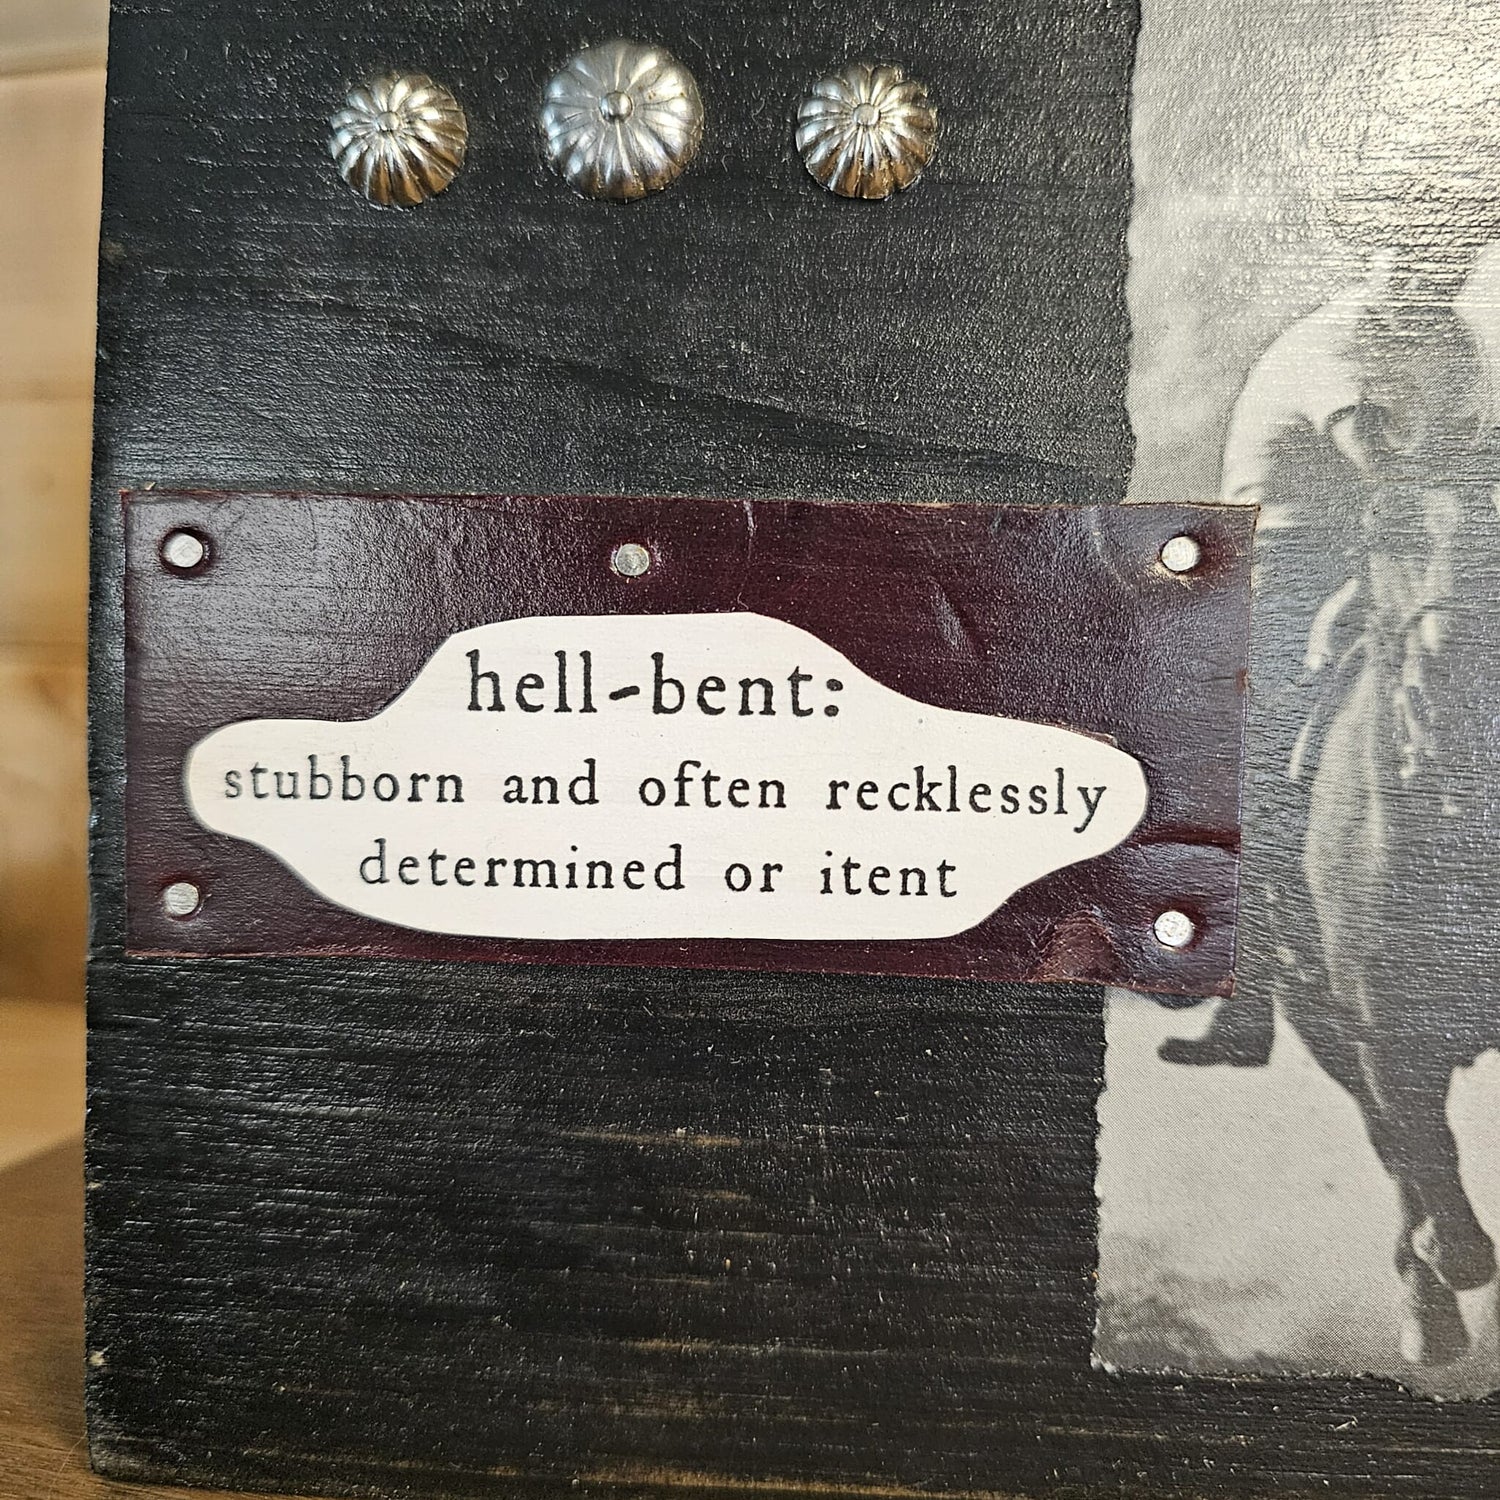 hell-bent:
stubborn and often recklessly
determined or itent